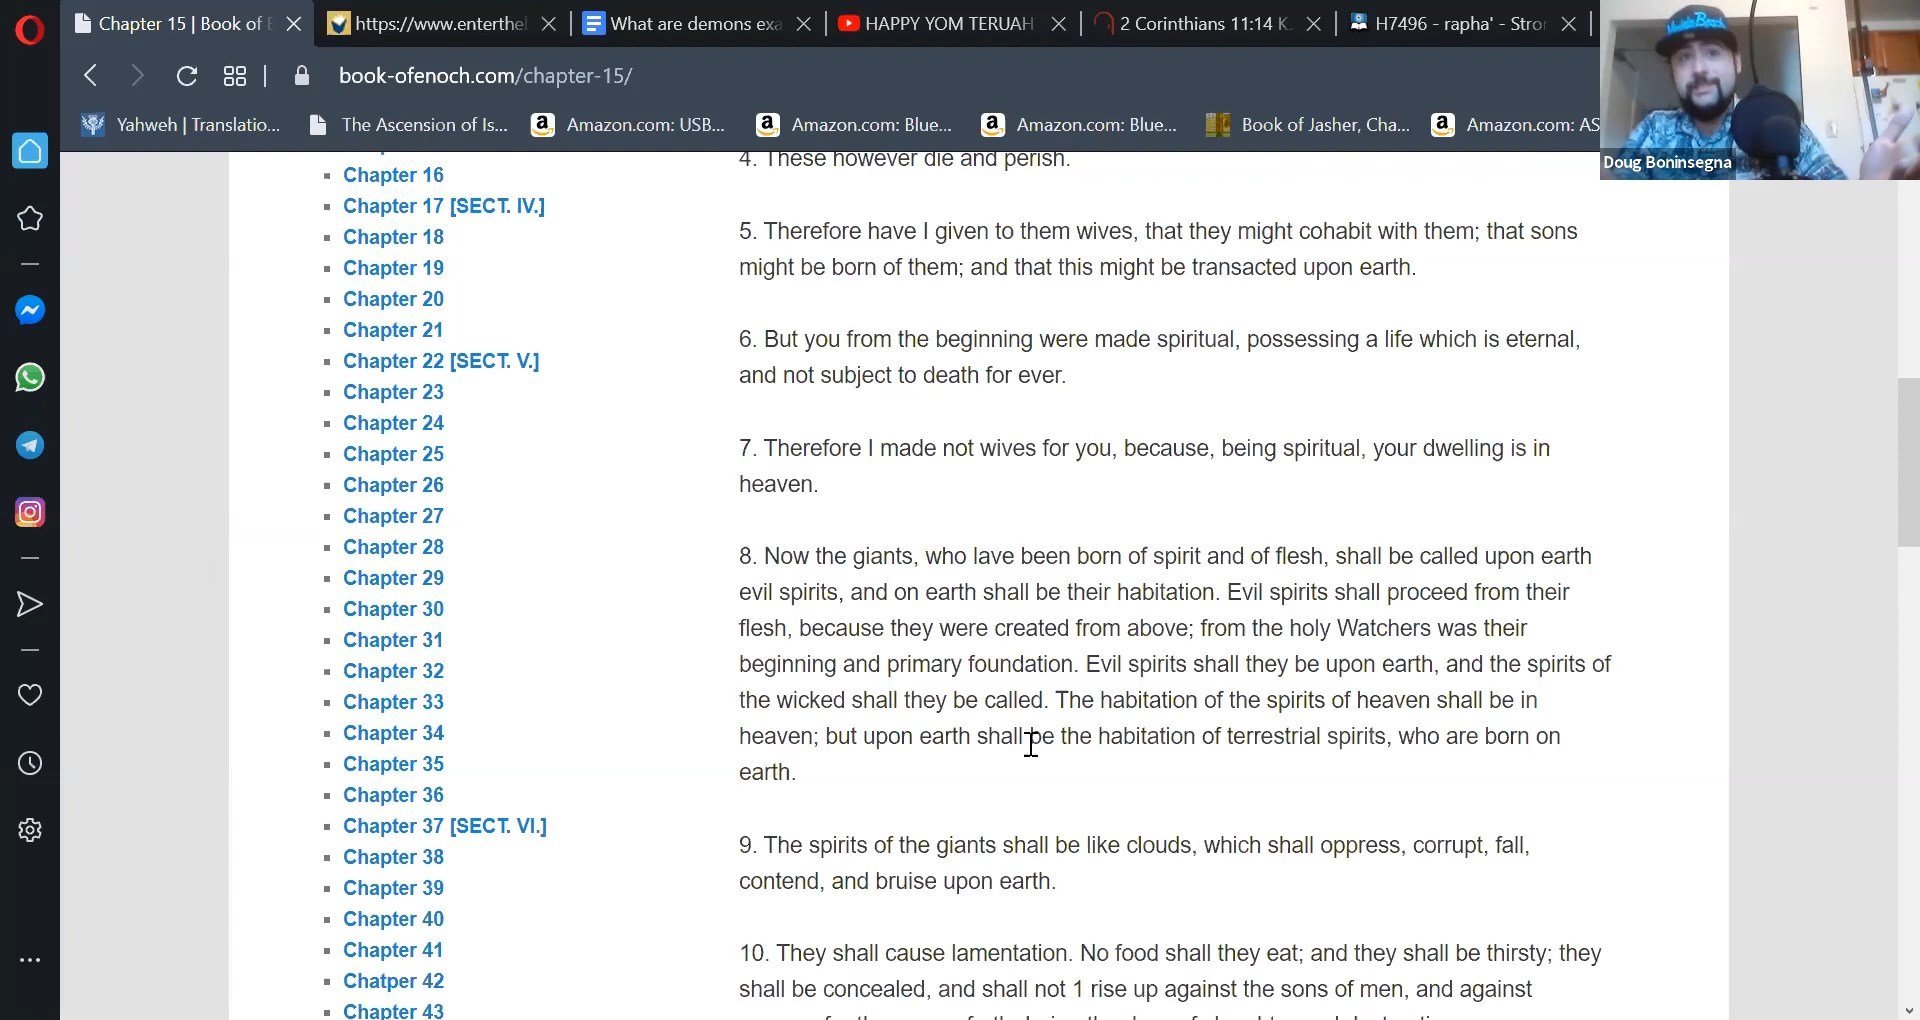 Chapter 15 | Book of E
https://www.enterthel
What are demons exa
HAPPY YOM TERUAH
2 Corinthians 11:14 K
H7496 - rapha' - Stro
book-ofenoch.com/chapter-15/
Yahweh | Translatio...
The Ascension of Is...
Amazon.com: USB...
Amazon.com: Blue...
Amazon.com: Blue...
Book of Jasher, Cha...
Amazon.com: AS
Virginia Beach
Doug Boninsegna
Chapter 16
Chapter 17 [SECT. IV.]
Chapter 18
Chapter 19
Chapter 20
Chapter 21
Chapter 22 [SECT. V.]
Chapter 23
Chapter 24
Chapter 25
Chapter 26
Chapter 27
Chapter 28
Chapter 29
Chapter 30
Chapter 31
Chapter 32
Chapter 33
Chapter 34
Chapter 35
Chapter 36
Chapter 37 [SECT. VI.]
Chapter 38
Chapter 39
Chapter 40
Chapter 41
Chatper 42
Chapter 43
4. These however die and perish.
5. Therefore have I given to them wives, that they might cohabit with them; that sons
might be born of them; and that this might be transacted upon earth.
6. But you from the beginning were made spiritual, possessing a life which is eternal,
and not subject to death for ever.
7. Therefore I made not wives for you, because, being spiritual, your dwelling is in
heaven.
8. Now the giants, who lave been born of spirit and of flesh, shall be called upon earth
evil spirits, and on earth shall be their habitation. Evil spirits shall proceed from their
flesh, because they were created from above; from the holy Watchers was their
beginning and primary foundation. Evil spirits shall they be upon earth, and the spirits of
the wicked shall they be called. The habitation of the spirits of heaven shall be in
heaven; but upon earth shall be the habitation of terrestrial spirits, who are born on
earth.
9. The spirits of the giants shall be like clouds, which shall oppress, corrupt, fall,
contend, and bruise upon earth.
10. They shall cause lamentation. No food shall they eat; and they shall be thirsty; they
shall be concealed, and shall not 1 rise up against the sons of men, and against